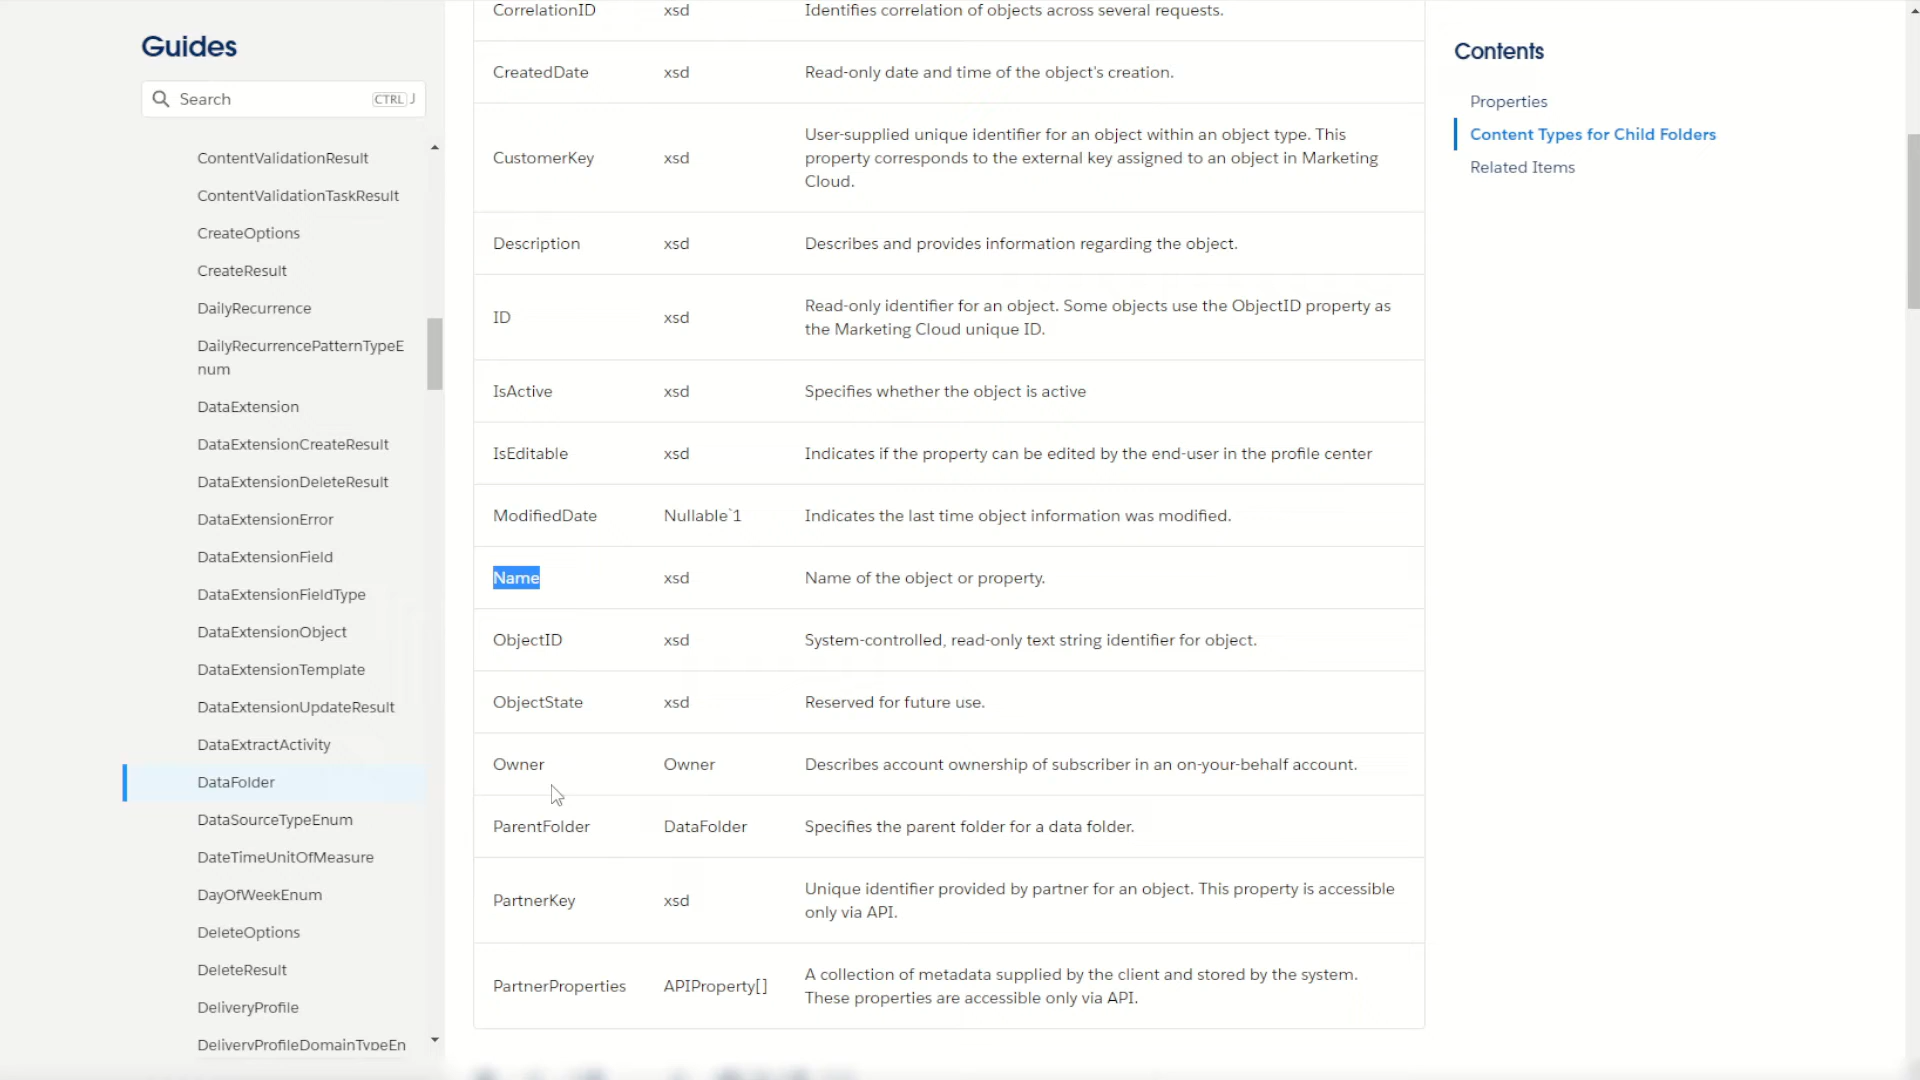 Guides
Search
CTRL J
ContentValidationResult
ContentValidationTaskResult
CreateOptions
CreateResult
DailyRecurrence
DailyRecurrencePatternTypeE
num
DataExtension
DataExtensionCreateResult
DataExtensionDeleteResult
DataExtensionError
DataExtensionField
DataExtensionFieldType
DataExtensionObject
DataExtensionTemplate
DataExtensionUpdateResult
DataExtractActivity
DataFolder
DataSourceTypeEnum
DateTimeUnitOfMeasure
DayOfWeekEnum
DeleteOptions
DeleteResult
DeliveryProfile
DeliveryProfileDomainTypeEn
CorrelationID xsd Identifies correlation of objects across several requests.
CreatedDate xsd Read-only date and time of the object's creation.
CustomerKey xsd User-supplied unique identifier for an object within an object type. This
property corresponds to the external key assigned to an object in Marketing
Cloud.
Description xsd Describes and provides information regarding the object.
ID xsd Read-only identifier for an object. Some objects use the ObjectID property as
the Marketing Cloud unique ID.
IsActive xsd Specifies whether the object is active
IsEditable xsd Indicates if the property can be edited by the end-user in the profile center
ModifiedDate Nullable`1 Indicates the last time object information was modified.
Name xsd Name of the object or property.
ObjectID xsd System-controlled, read-only text string identifier for object.
ObjectState xsd Reserved for future use.
Owner Owner Describes account ownership of subscriber in an on-your-behalf account.
ParentFolder DataFolder Specifies the parent folder for a data folder.
PartnerKey xsd Unique identifier provided by partner for an object. This property is accessible
only via API.
PartnerProperties APIProperty[] A collection of metadata supplied by the client and stored by the system.
These properties are accessible only via API.
Contents
Properties
Content Types for Child Folders
Related Items